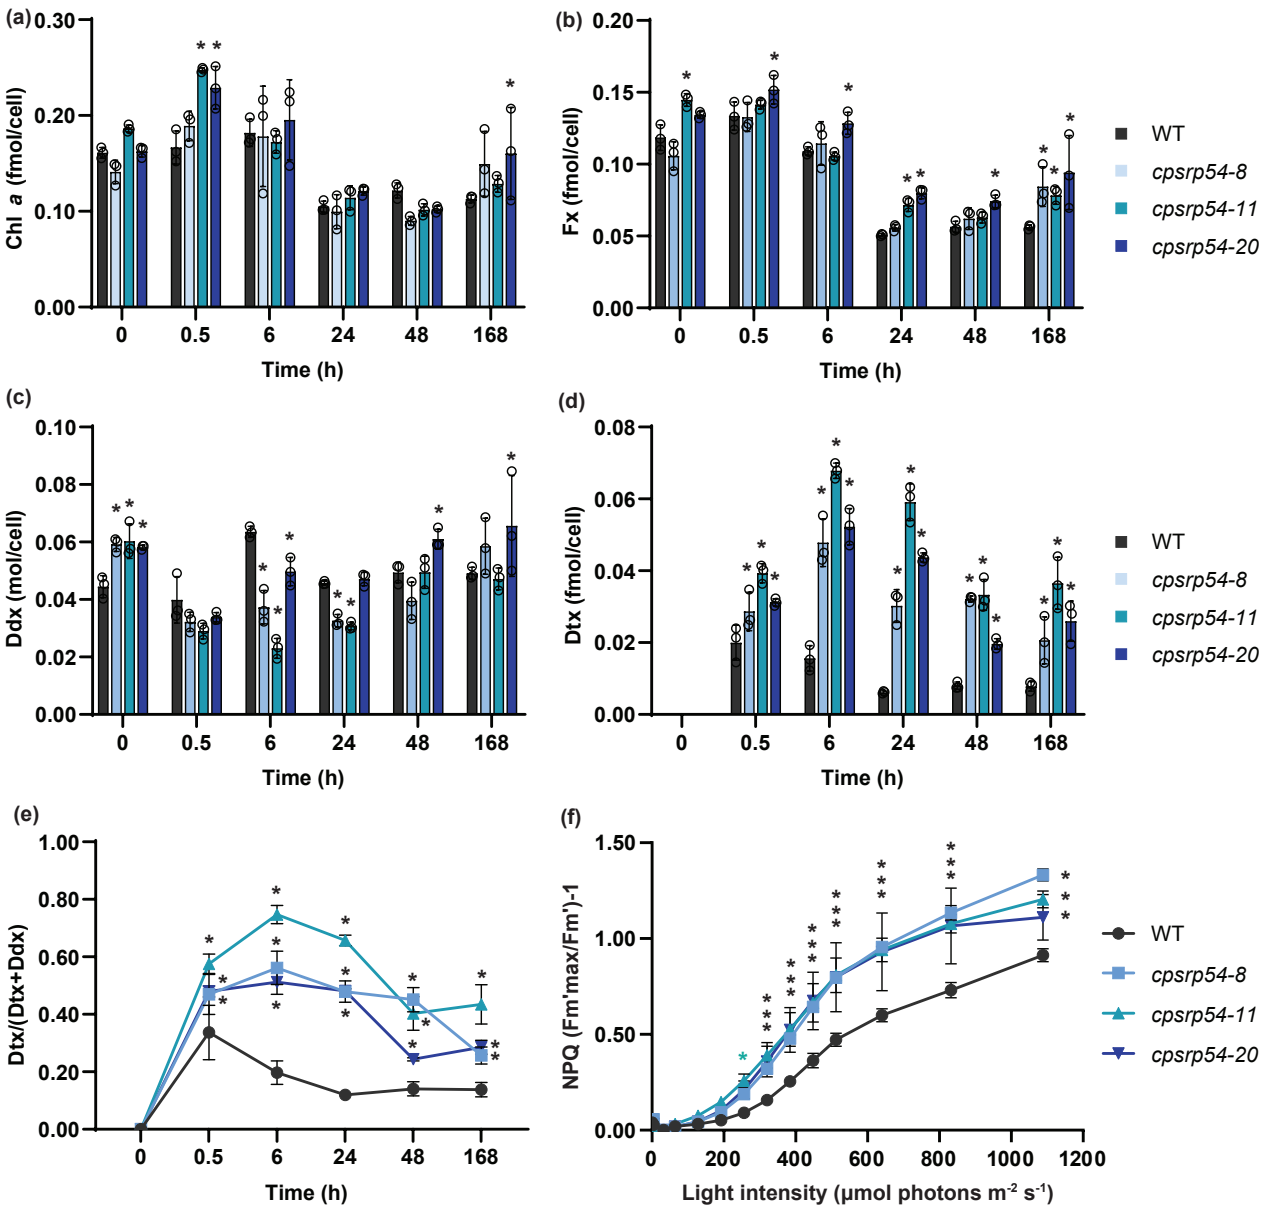 (a)
0.30
0.20
0.10
0.00
Chl a (fmol/cell)
* * *
0 0.5 6 24 48 168
Time (h)
(b)
0.20
0.15
0.10
0.05
0.00
Fx (fmol/cell)
* * * * * * * * *
0 0.5 6 24 48 168
Time (h)
WT
cpsrp54-8
cpsrp54-11
cpsrp54-20
(c)
0.10
0.08
0.06
0.04
0.02
0.00
Ddx (mol/cell)
* * * * * * * * * *
0 0.5 6 24 48 168
Time (h)
(d)
0.08
0.06
0.04
0.02
0.00
Dtx (fmol/cell)
* * * * * * * * * * * * * * *
0 0.5 6 24 48 168
Time (h)
WT
cpsrp54-8
cpsrp54-11
cpsrp54-20
(e)
1.00
0.80
0.60
0.40
0.20
0.00
Dtx/(Dtx+Ddx)
* * * * * * * * * * * * * * *
0 0.5 6 24 48 168
Time (h)
(f)
1.50
1.00
0.50
0.00
NPQ (Fm'max/Fm')-1
* *** *** *** *** *** *** ***
0 200 400 600 800 1000 1200
Light intensity (µmol photons m-2 s-1)
WT
cpsrp54-8
cpsrp54-11
cpsrp54-20